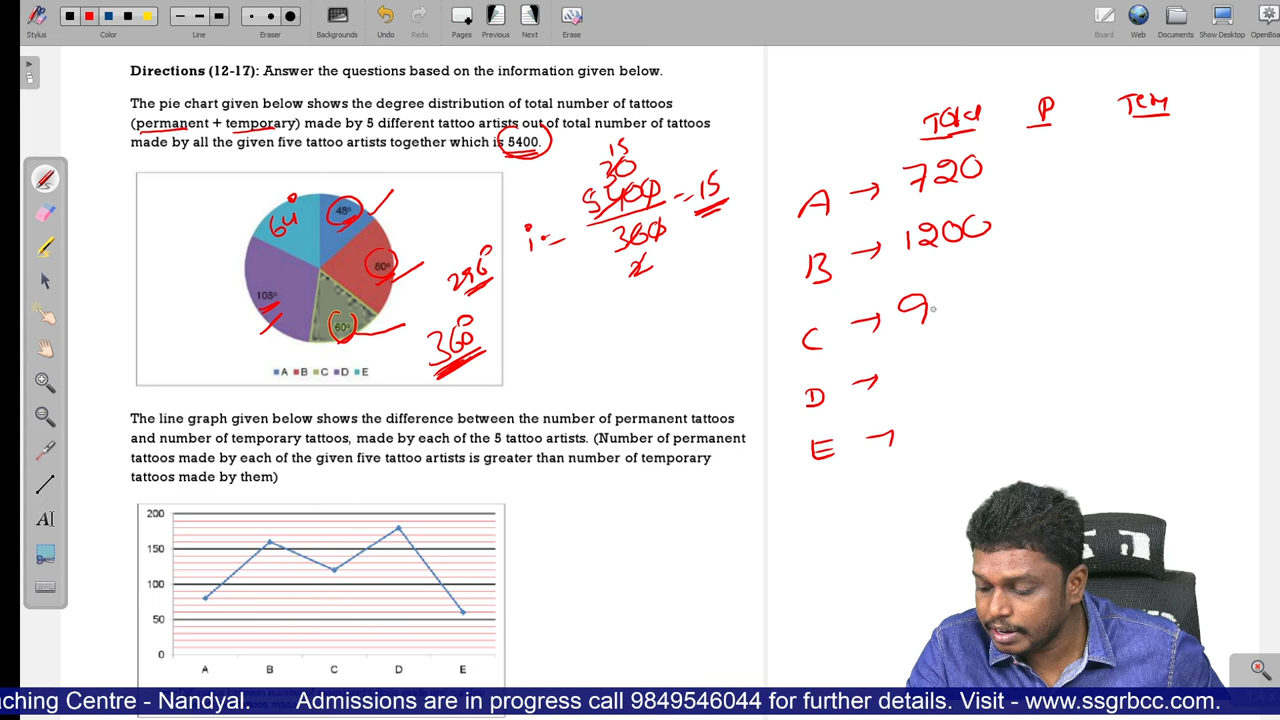 Stylus Color Line Eraser Backgrounds Undo Redo Pages Previous Next Erase Board Web Documents Show Desktop OpenBoa
Directions (12-17): Answer the questions based on the information given below.
The pie chart given below shows the degree distribution of total number of tattoos
(permanent + temporary) made by 5 different tatoo artists out of total number of tattoos
made by all the given five tattoo artists together which is 5400.
48°
80°
60°
108°
64°
296°
360°
A B C D E
15
30
i = 5400 = 15
360
2
Total P Tem
A → 720
B → 1200
C → 9
D →
E →
The line graph given below shows the difference between the number of permanent tattoos
and number of temporary tattoos, made by each of the 5 tattoo artists. (Number of permanent
tattoos made by each of the given five tattoo artists is greater than number of temporary
tattoos made by them)
200
150
100
50
0
A B C D E
aching Centre - Nandyal. Admissions are in progress call 9849546044 for further details. Visit - www.ssgrbcc.com.